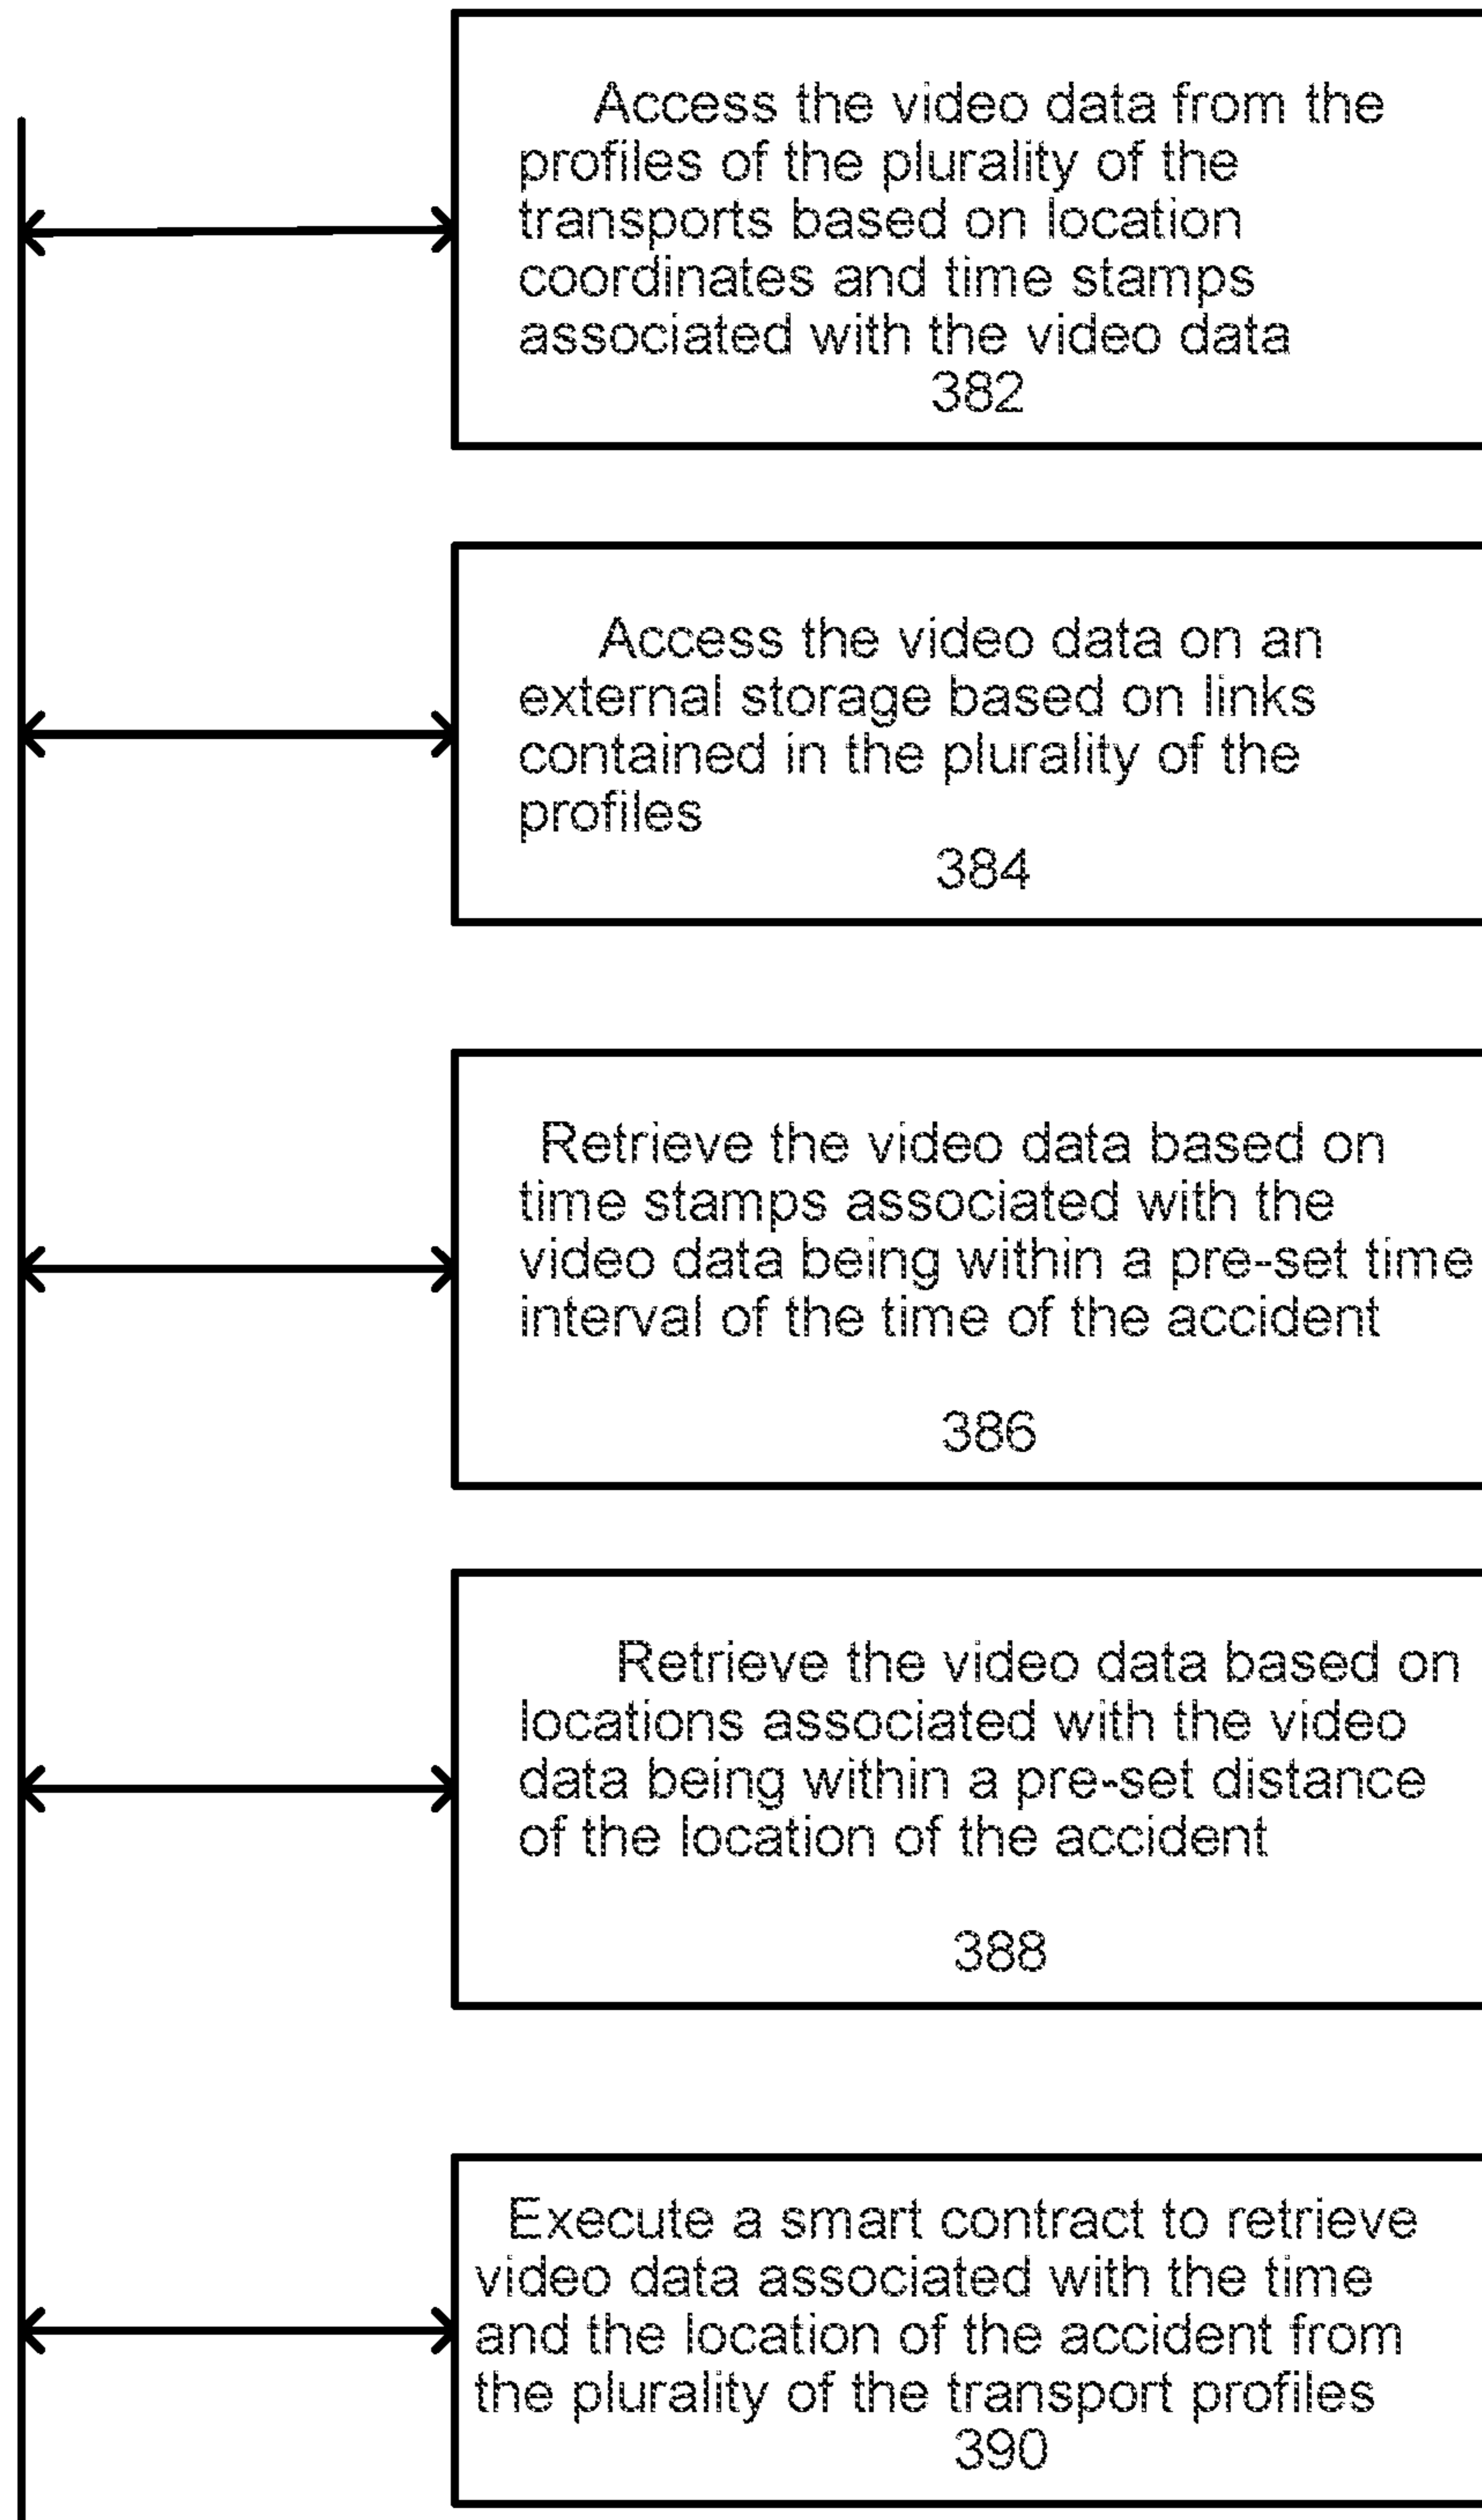 Access the video data from the
profiles of the plurality of the
transports based on location
coordinates and time stamps
associated with the video data
382
Access the video data on an
external storage based on links
contained in the plurality of the
profiles
384
Retrieve the video data based on
time stamps associated with the
video data being within a pre-set time
interval of the time of the accident
386
Retrieve the video data based on
locations associated with the video
data being within a pre-set distance
of the location of the accident
388
Execute a smart contract to retrieve
video data associated with the time
and the location of the accident from
the plurality of the transport profiles
390